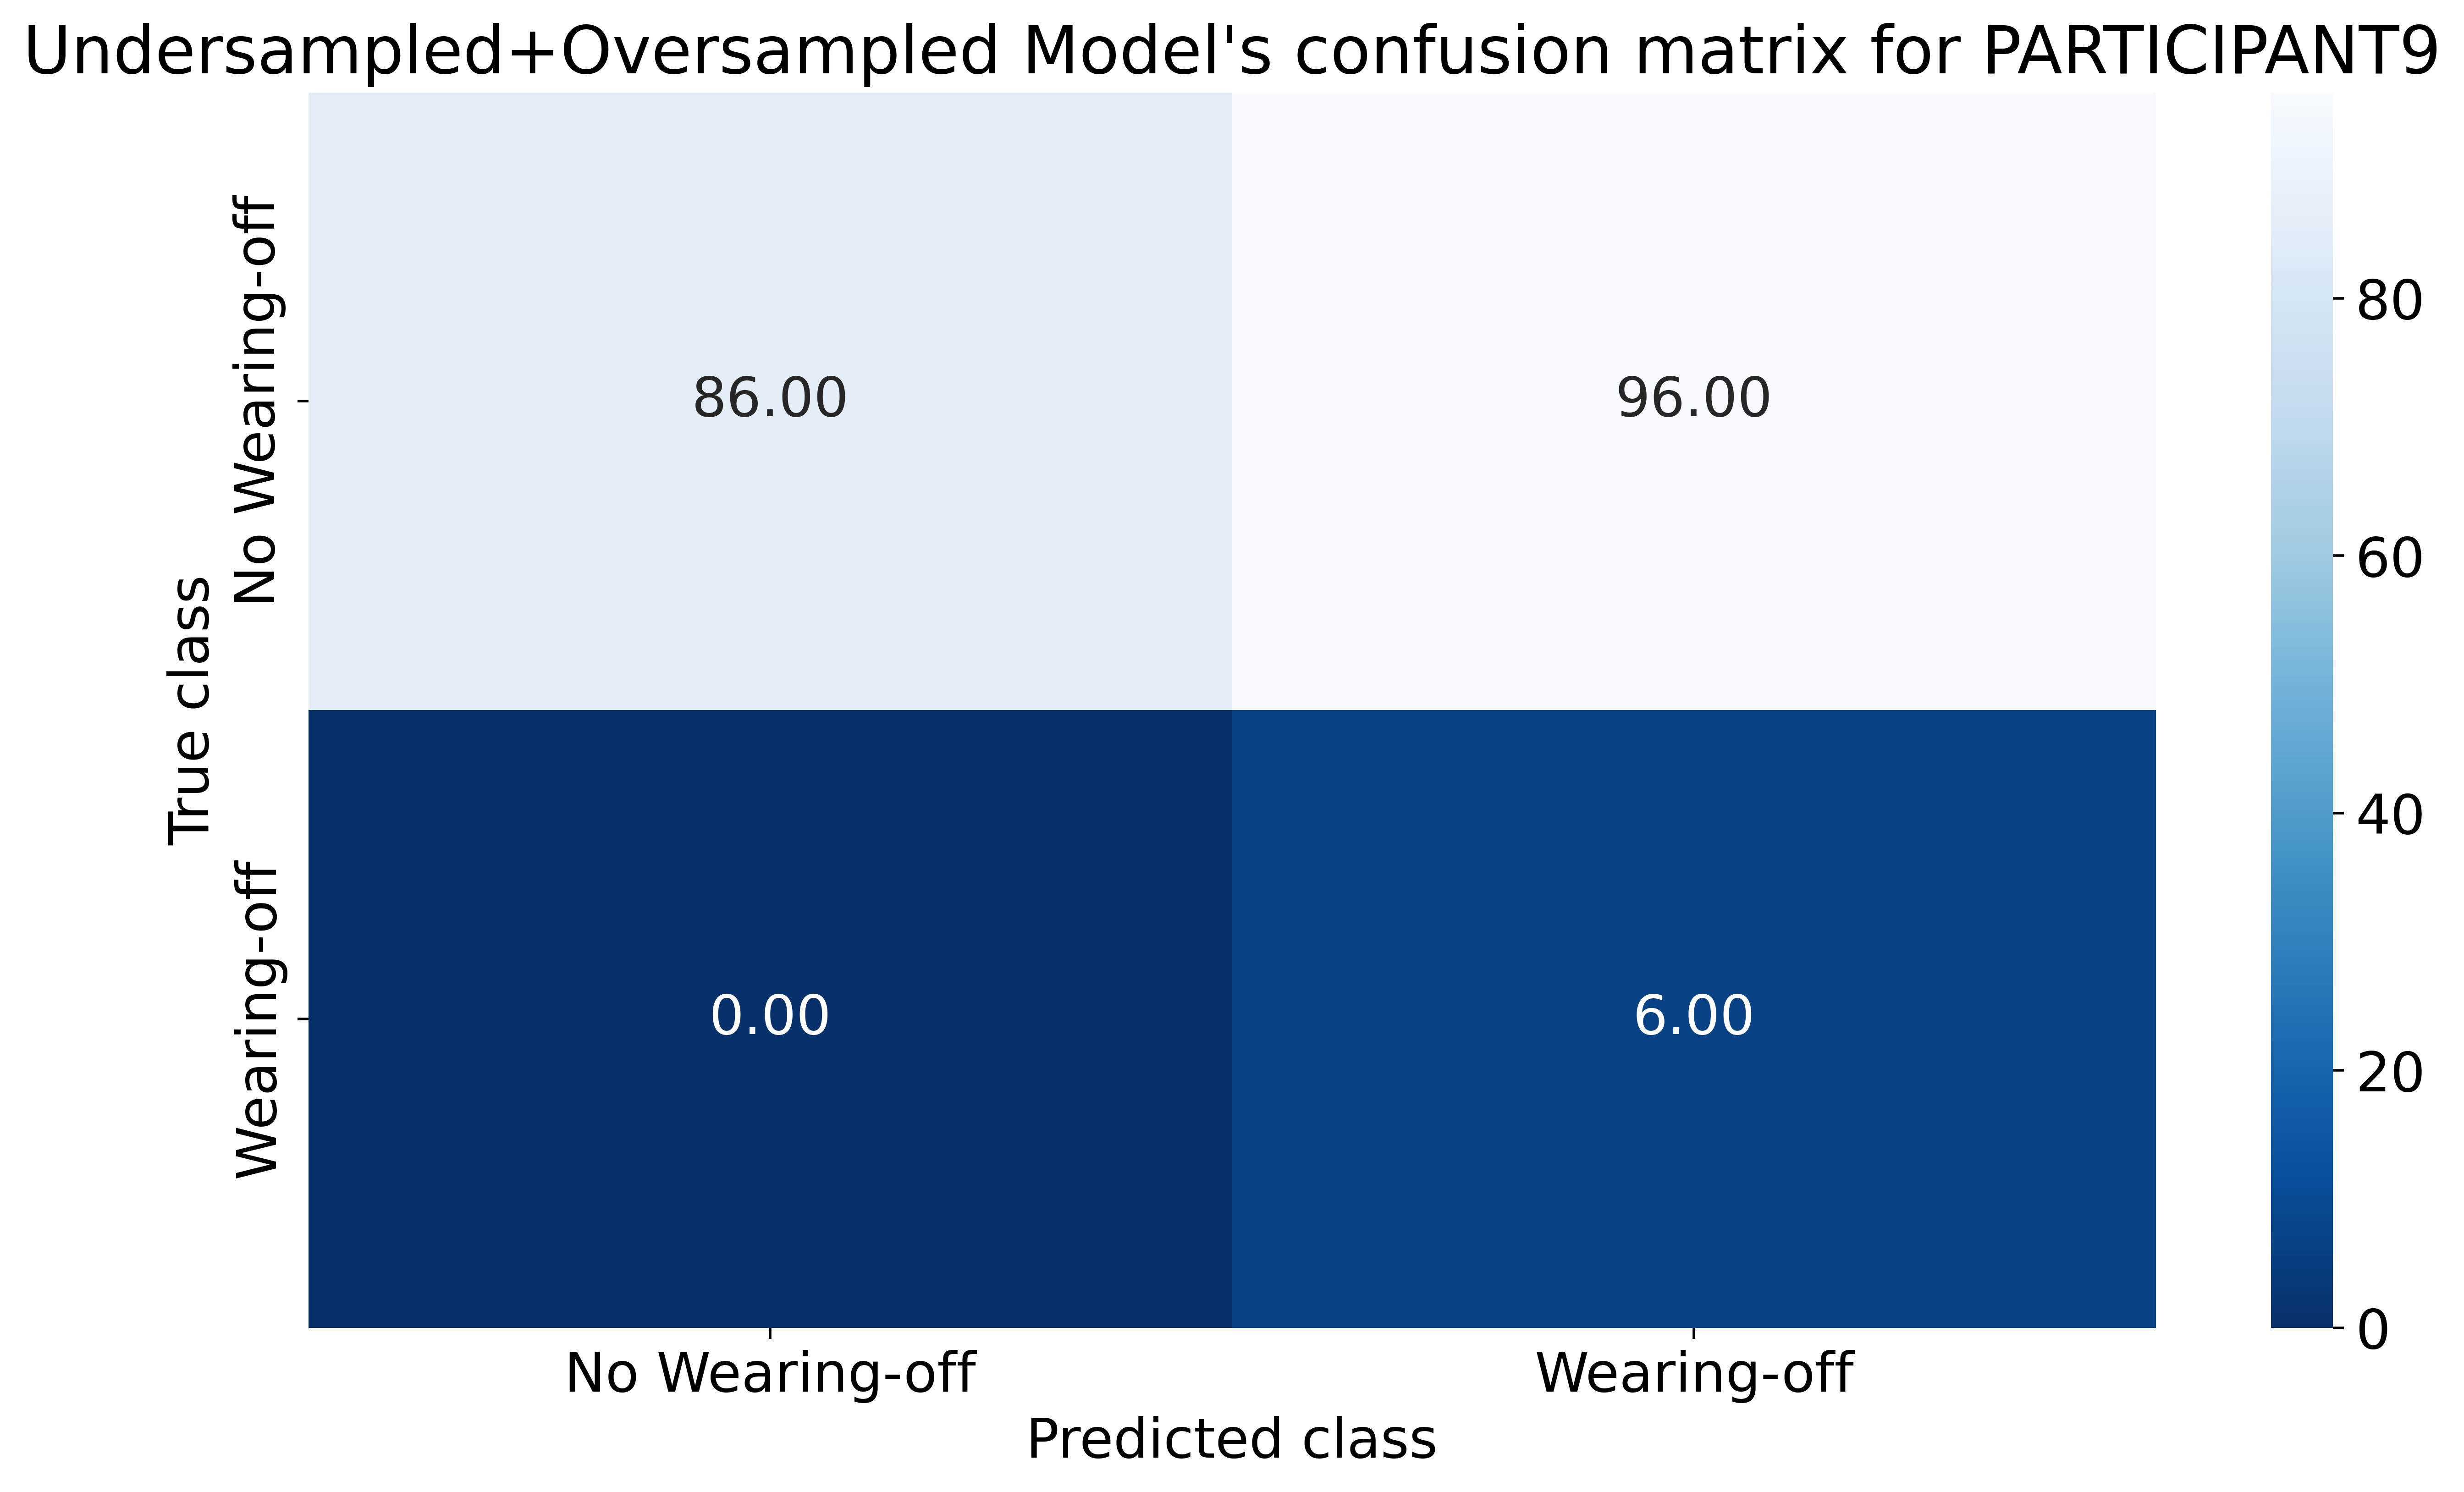 Undersampled+Oversampled Model's confusion matrix for PARTICIPANT9
True class
No Wearing-off
Wearing-off
86.00
96.00
0.00
6.00
No Wearing-off
Wearing-off
Predicted class
80
60
40
20
0